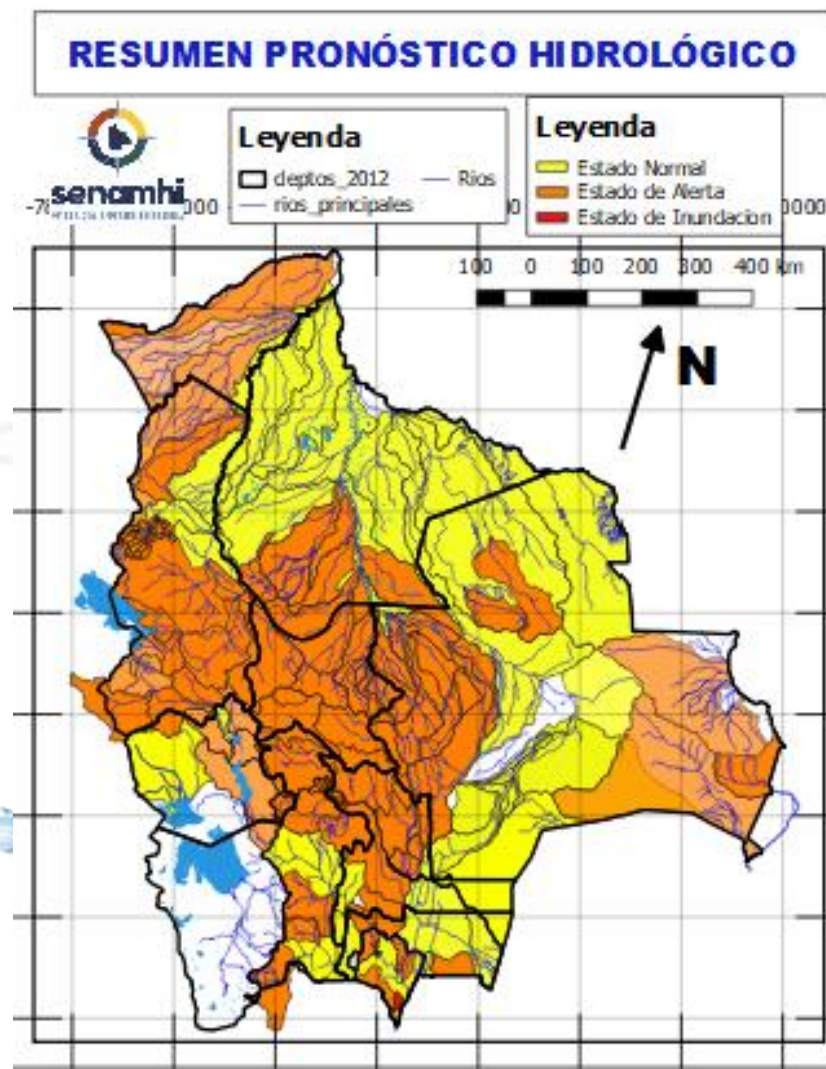 RESUMEN PRONÓSTICO HIDROLÓGICO
senamhi
Leyenda
deptos_2012
Rios
rios_principales
Leyenda
Estado Normal
Estado de Alerta
Estado de Inundacion
100 0 100 200 300 400 km
N